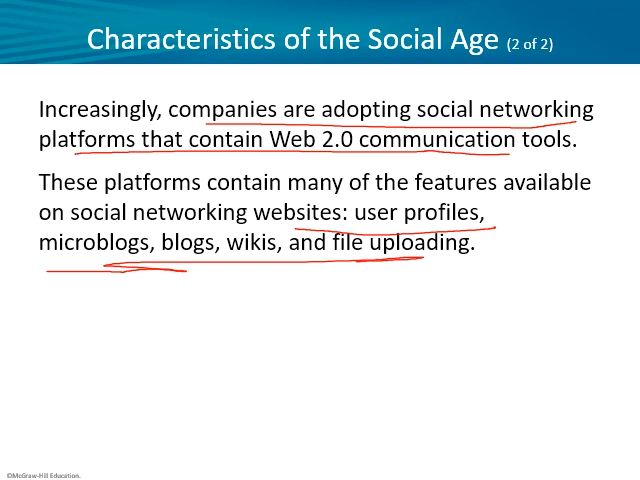 Characteristics of the Social Age (2 of 2)
Increasingly, companies are adopting social networking
platforms that contain Web 2.0 communication tools.
These platforms contain many of the features available
on social networking websites: user profiles,
microblogs, blogs, wikis, and file uploading.
©McGraw-Hill Education.